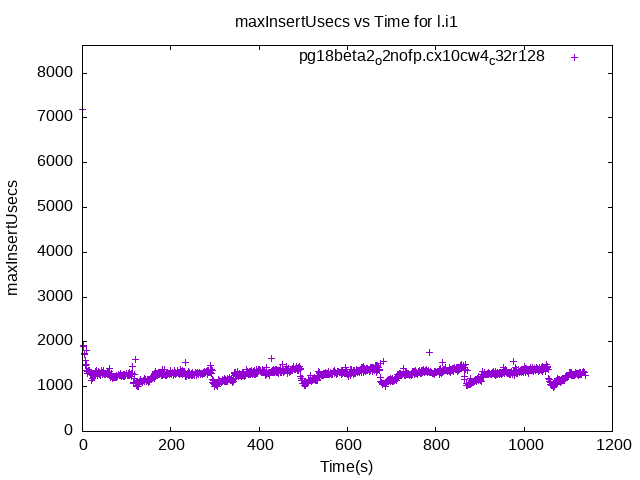 maxInsertUsecs vs Time for l.i1
pg18beta2o2nofp.cx10cw4c32r128
8000
7000
6000
5000
4000
3000
2000
1000
0
maxInsertUsecs
0 200 400 600 800 1000 1200
Time(s)